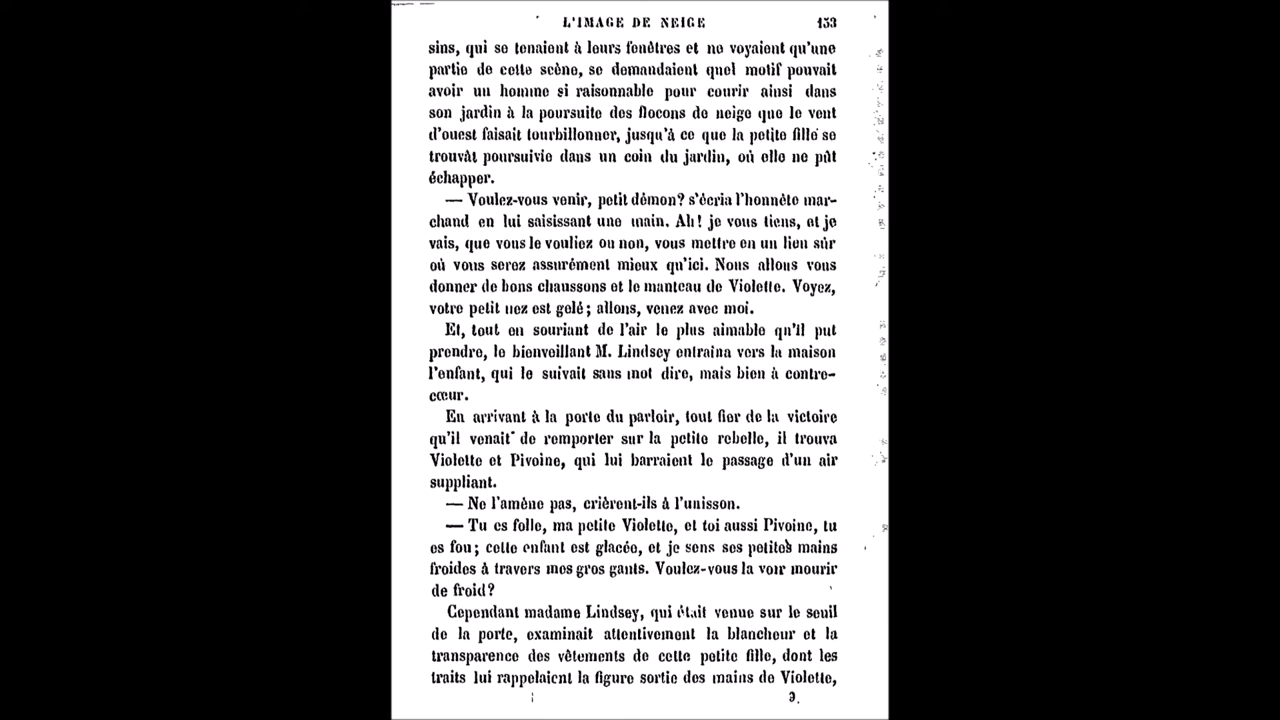 L'IMAGE DE NEIGE 153
sins, qui se tenaient à leurs fenêtres et ne voyaient qu'une
partie de cette scène, se demandaient quel motif pouvait
avoir un homme si raisonnable pour courir ainsi dans
son jardin à la poursuite des flocons de neige que le vent
d'ouest faisait tourbillonner, jusqu'à ce que la petite fille se
trouvât poursuivie dans un coin du jardin, où elle ne pût
échapper.
— Voulez-vous venir, petit démon? s'écria l'honnête mar-
chand en lui saisissant une main. Ah! je vous tiens, et je
vais, que vous le vouliez ou non, vous mettre en un lieu sûr
où vous serez assurément mieux qu'ici. Nous allons vous
donner de bons chaussons et le manteau de Violette. Voyez,
votre petit nez est gelé; allons, venez avec moi.
Et, tout en souriant de l'air le plus aimable qu'il put
prendre, le bienveillant M. Lindsey entraîna vers la maison
l'enfant, qui le suivait sans mot dire, mais bien à contre-
cœur.
En arrivant à la porte du parloir, tout fier de la victoire
qu'il venait de remporter sur la petite rebelle, il trouva
Violette et Pivoine, qui lui barraient le passage d'un air
suppliant.
— Ne l'amène pas, crièrent-ils à l'unisson.
— Tu es folle, ma petite Violette, et toi aussi Pivoine, tu
es fou; cette enfant est glacée, et je sens ses petites mains
froides à travers mes gros gants. Voulez-vous la voir mourir
de froid?
Cependant madame Lindsey, qui était venue sur le seuil
de la porte, examinait attentivement la blancheur et la
transparence des vêtements de cette petite fille, dont les
traits lui rappelaient la figure sortie des mains de Violette,
9.